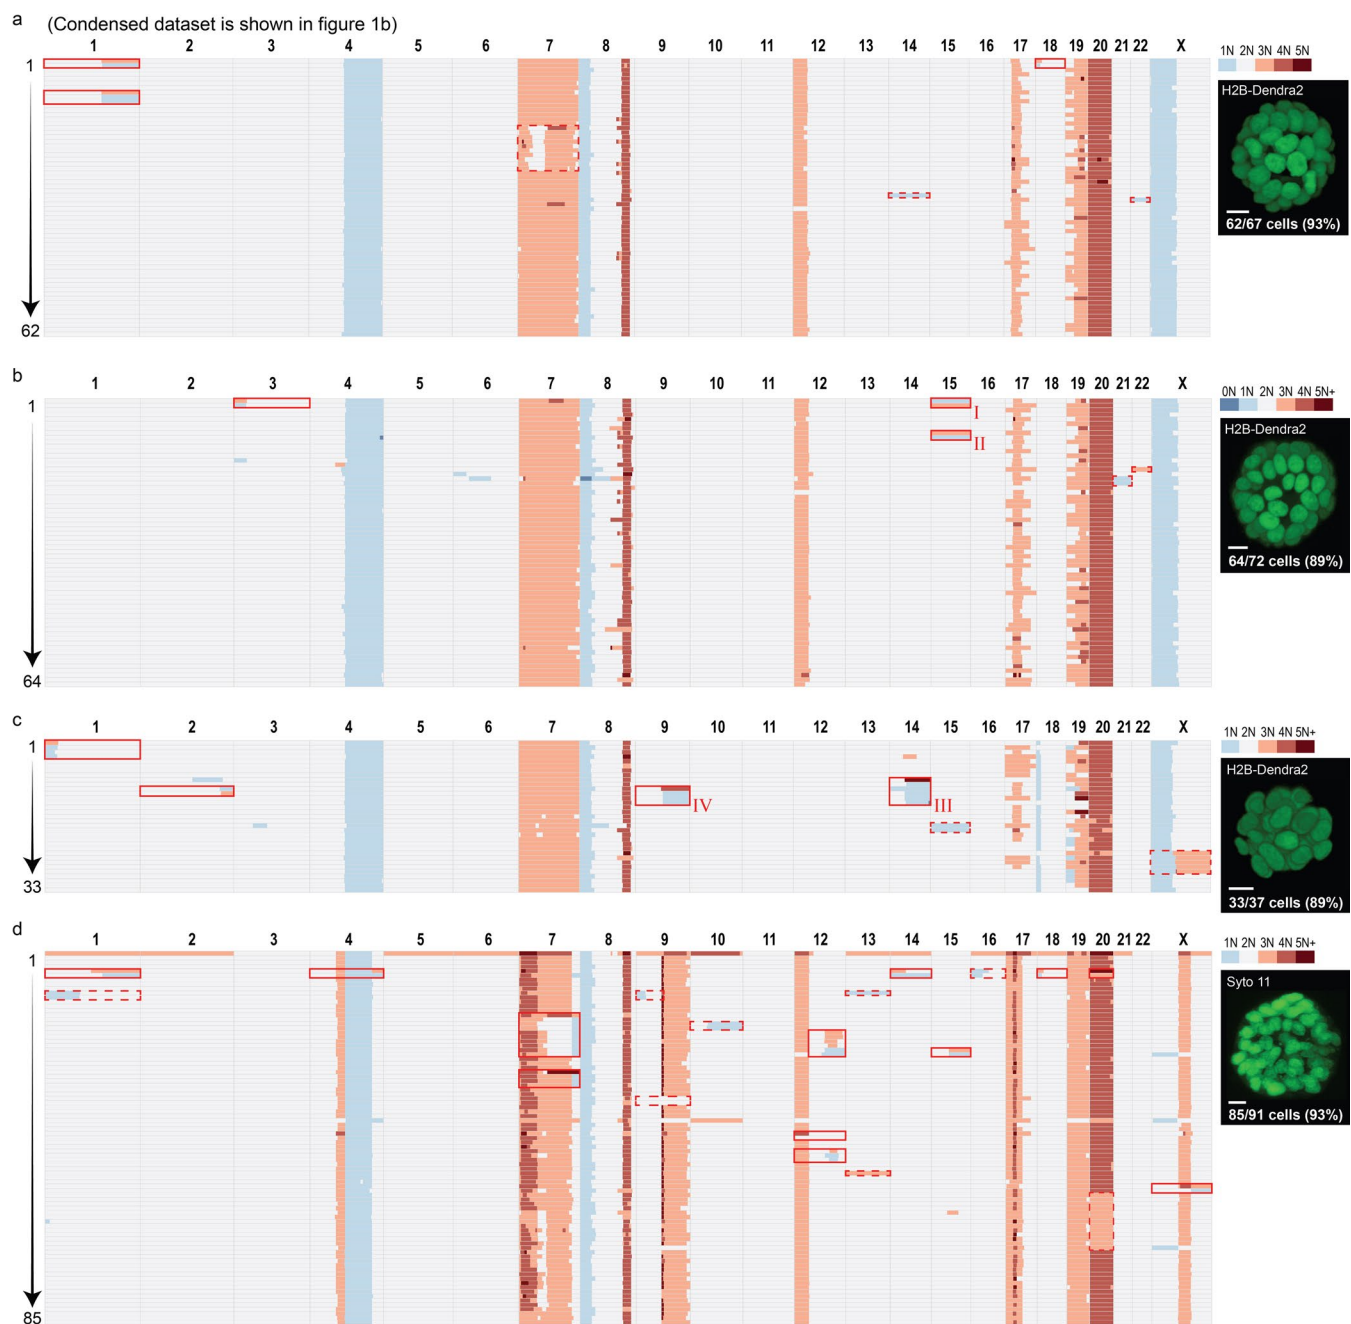 a (Condensed dataset is shown in figure 1b)
1 2 3 4 5 6 7 8 9 10 11 12 13 14 15 16 17 18 19 20 21 22 X
1N 2N 3N 4N 5N
1
62
H2B-Dendra2
62/67 cells (93%)
b
1 2 3 4 5 6 7 8 9 10 11 12 13 14 15 16 17 18 19 20 21 22 X
0N 1N 2N 3N 4N 5N+
1
I
II
64
H2B-Dendra2
64/72 cells (89%)
c
1 2 3 4 5 6 7 8 9 10 11 12 13 14 15 16 17 18 19 20 21 22 X
1N 2N 3N 4N 5N+
1
IV
III
33
H2B-Dendra2
33/37 cells (89%)
d
1 2 3 4 5 6 7 8 9 10 11 12 13 14 15 16 17 18 19 20 21 22 X
1N 2N 3N 4N 5N+
1
85
Syto 11
85/91 cells (93%)